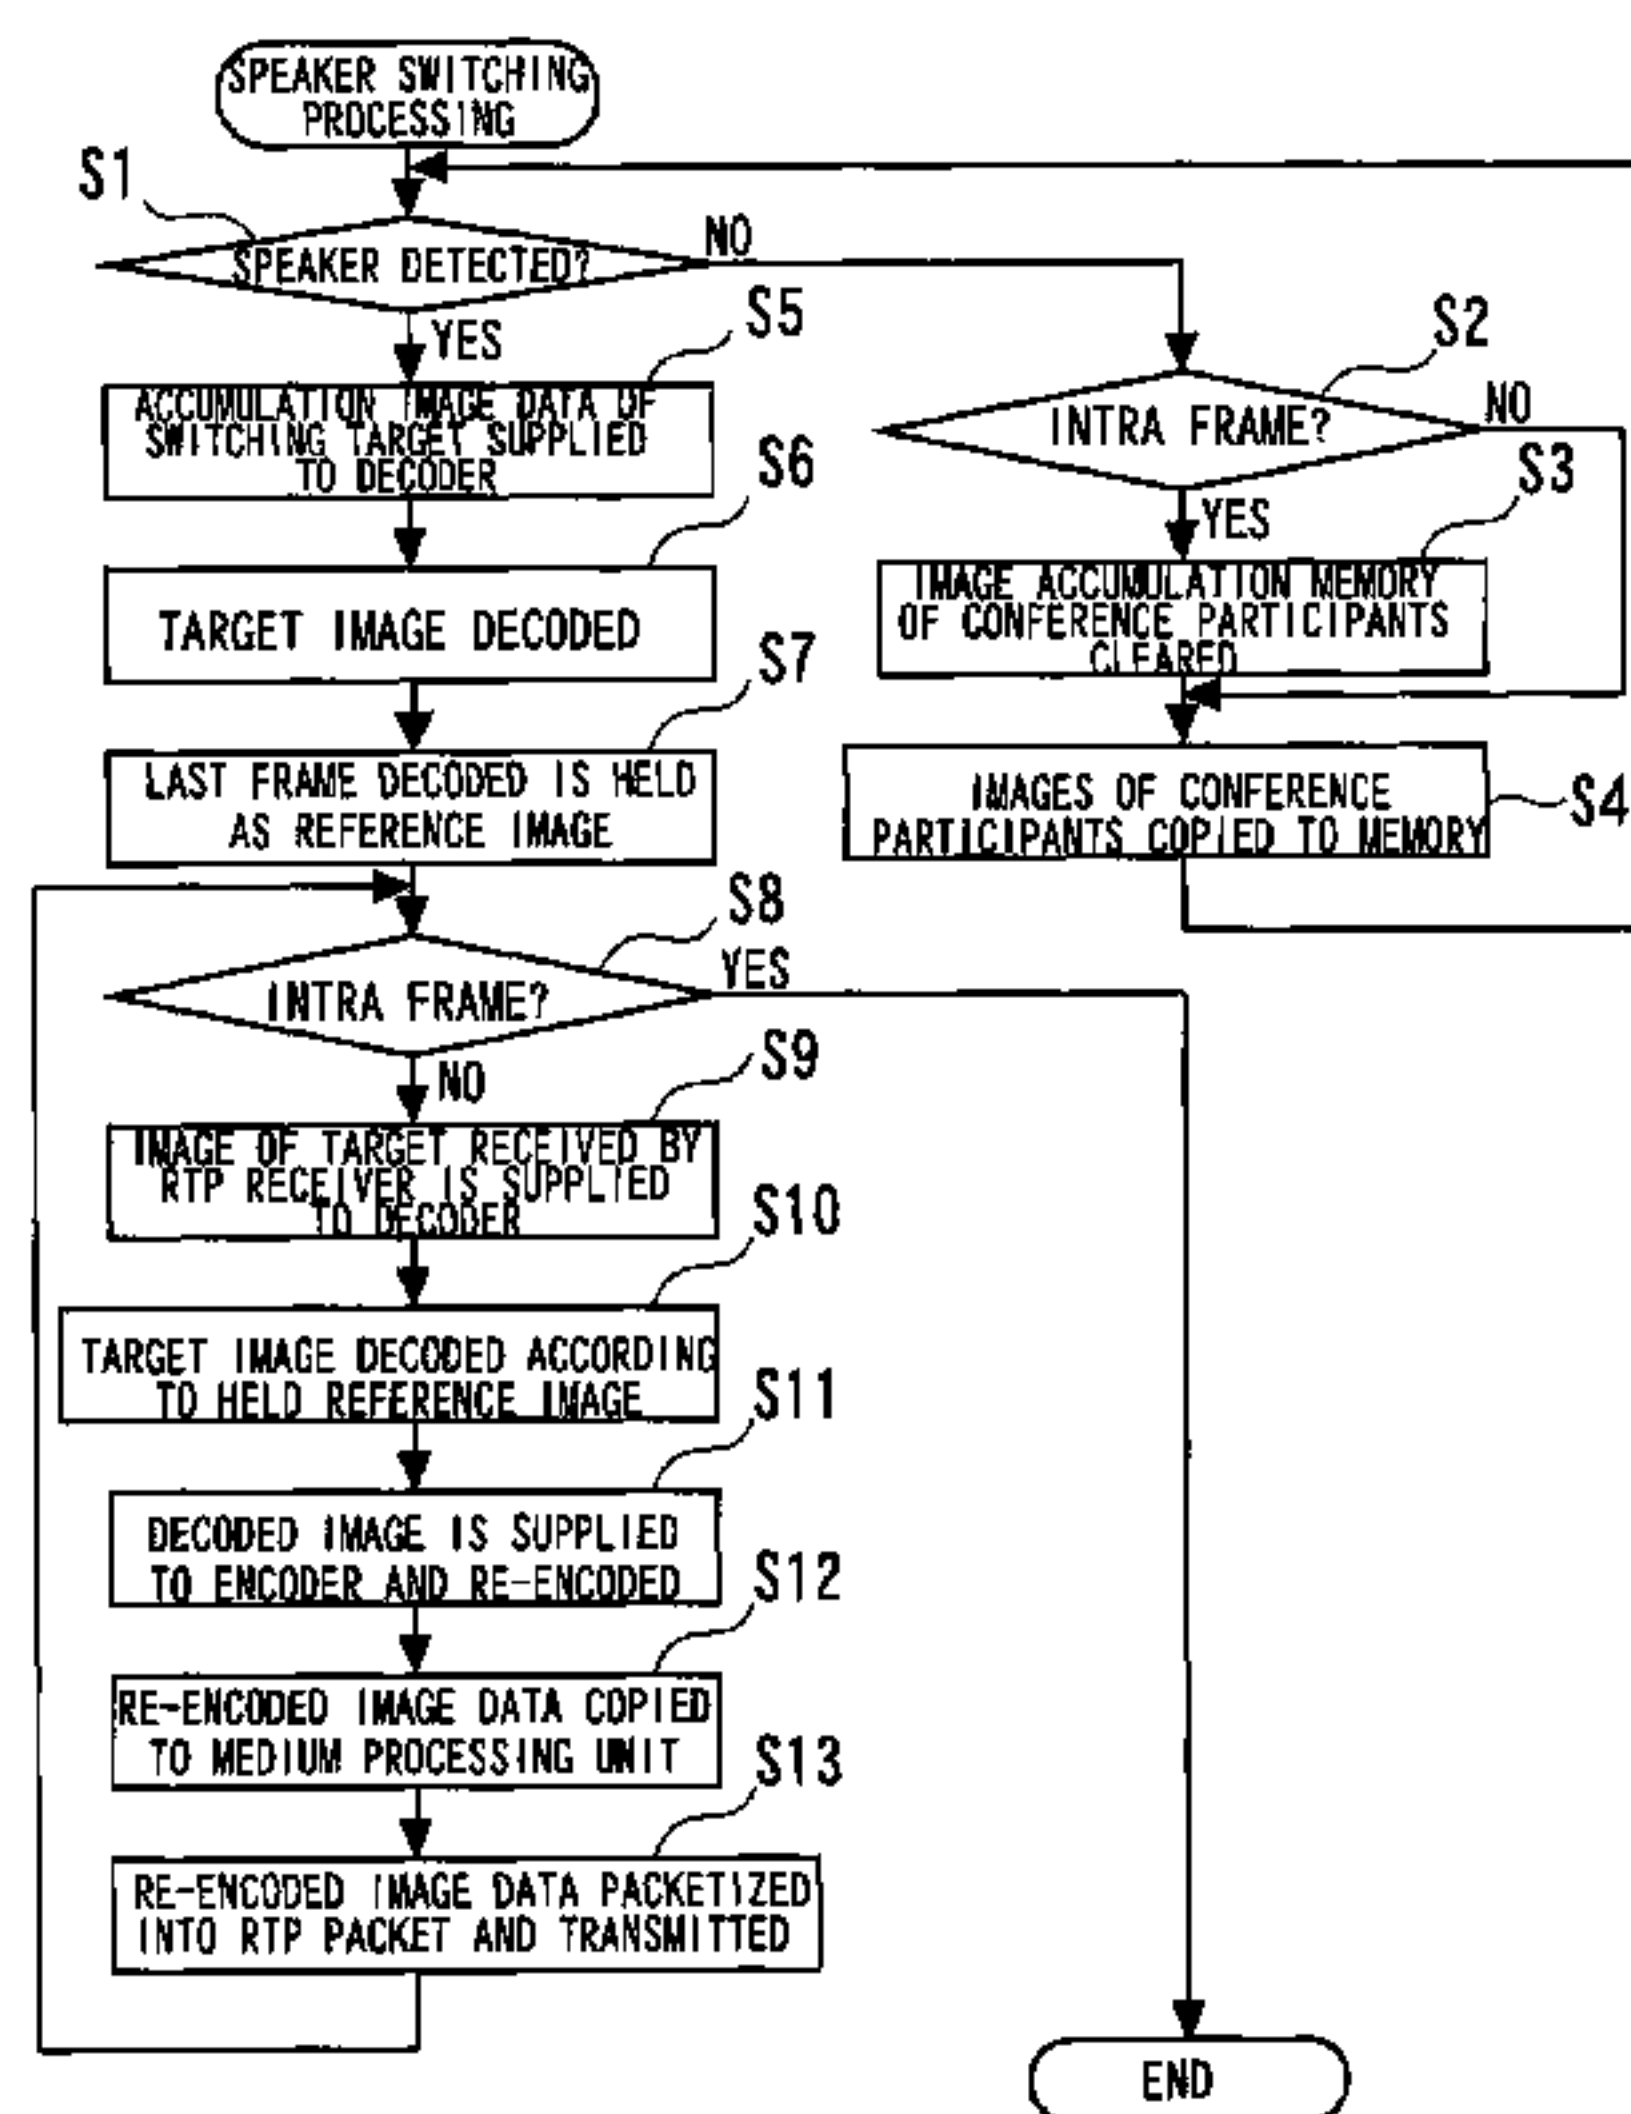 SPEAKER SWITCHING
PROCESSING
S1
SPEAKER DETECTED?
NO
YES
S5
ACCUMULATION IMAGE DATA OF
SWITCHING TARGET SUPPLIED
TO DECODER
S6
TARGET IMAGE DECODED
S7
LAST FRAME DECODED IS HELD
AS REFERENCE IMAGE
S2
INTRA FRAME?
NO
YES
S3
IMAGE ACCUMULATION MEMORY
OF CONFERENCE PARTICIPANTS
CLEARED
IMAGES OF CONFERENCE
PARTICIPANTS COPIED TO MEMORY
S4
S8
INTRA FRAME?
YES
NO
S9
IMAGE OF TARGET RECEIVED BY
RTP RECEIVER IS SUPPLIED
TO DECODER
S10
TARGET IMAGE DECODED ACCORDING
TO HELD REFERENCE IMAGE
S11
DECODED IMAGE IS SUPPLIED
TO ENCODER AND RE-ENCODED
S12
RE-ENCODED IMAGE DATA COPIED
TO MEDIUM PROCESSING UNIT
S13
RE-ENCODED IMAGE DATA PACKETIZED
INTO RTP PACKET AND TRANSMITTED
END